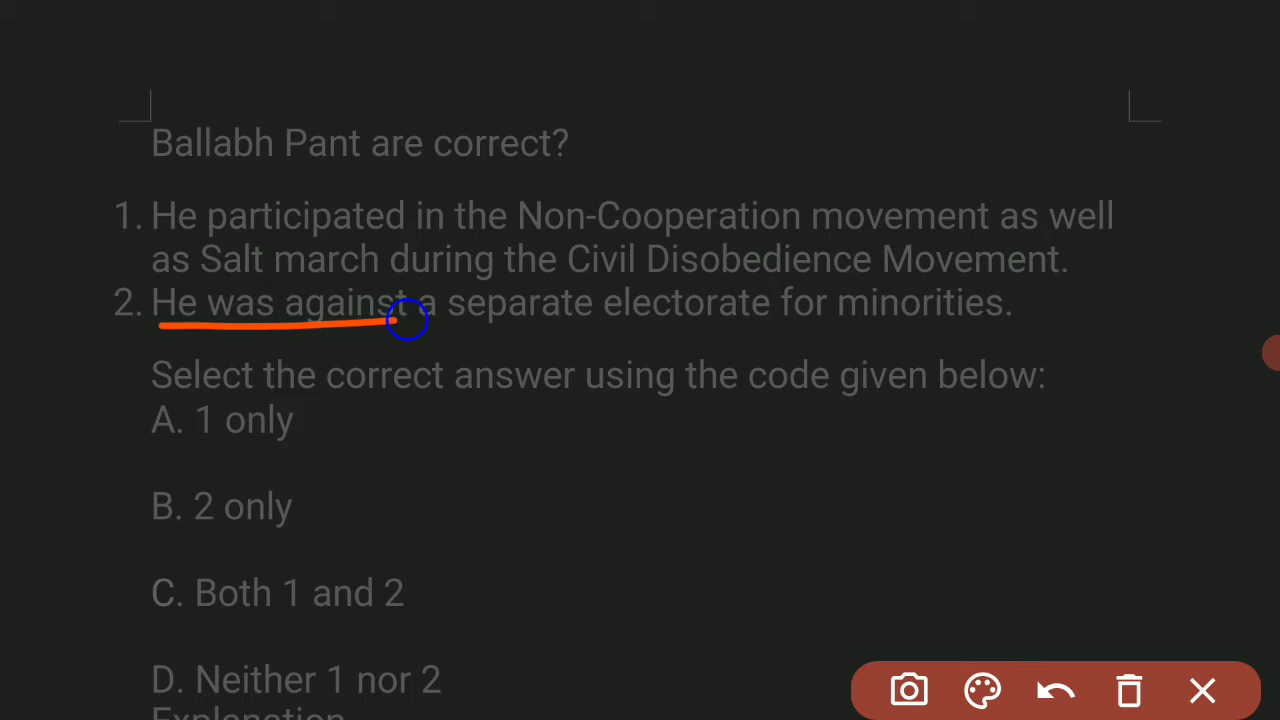 Ballabh Pant are correct?
1. He participated in the Non-Cooperation movement as well
as Salt march during the Civil Disobedience Movement.
2. He was against a separate electorate for minorities.
Select the correct answer using the code given below:
A. 1 only
B. 2 only
C. Both 1 and 2
D. Neither 1 nor 2
Explanation